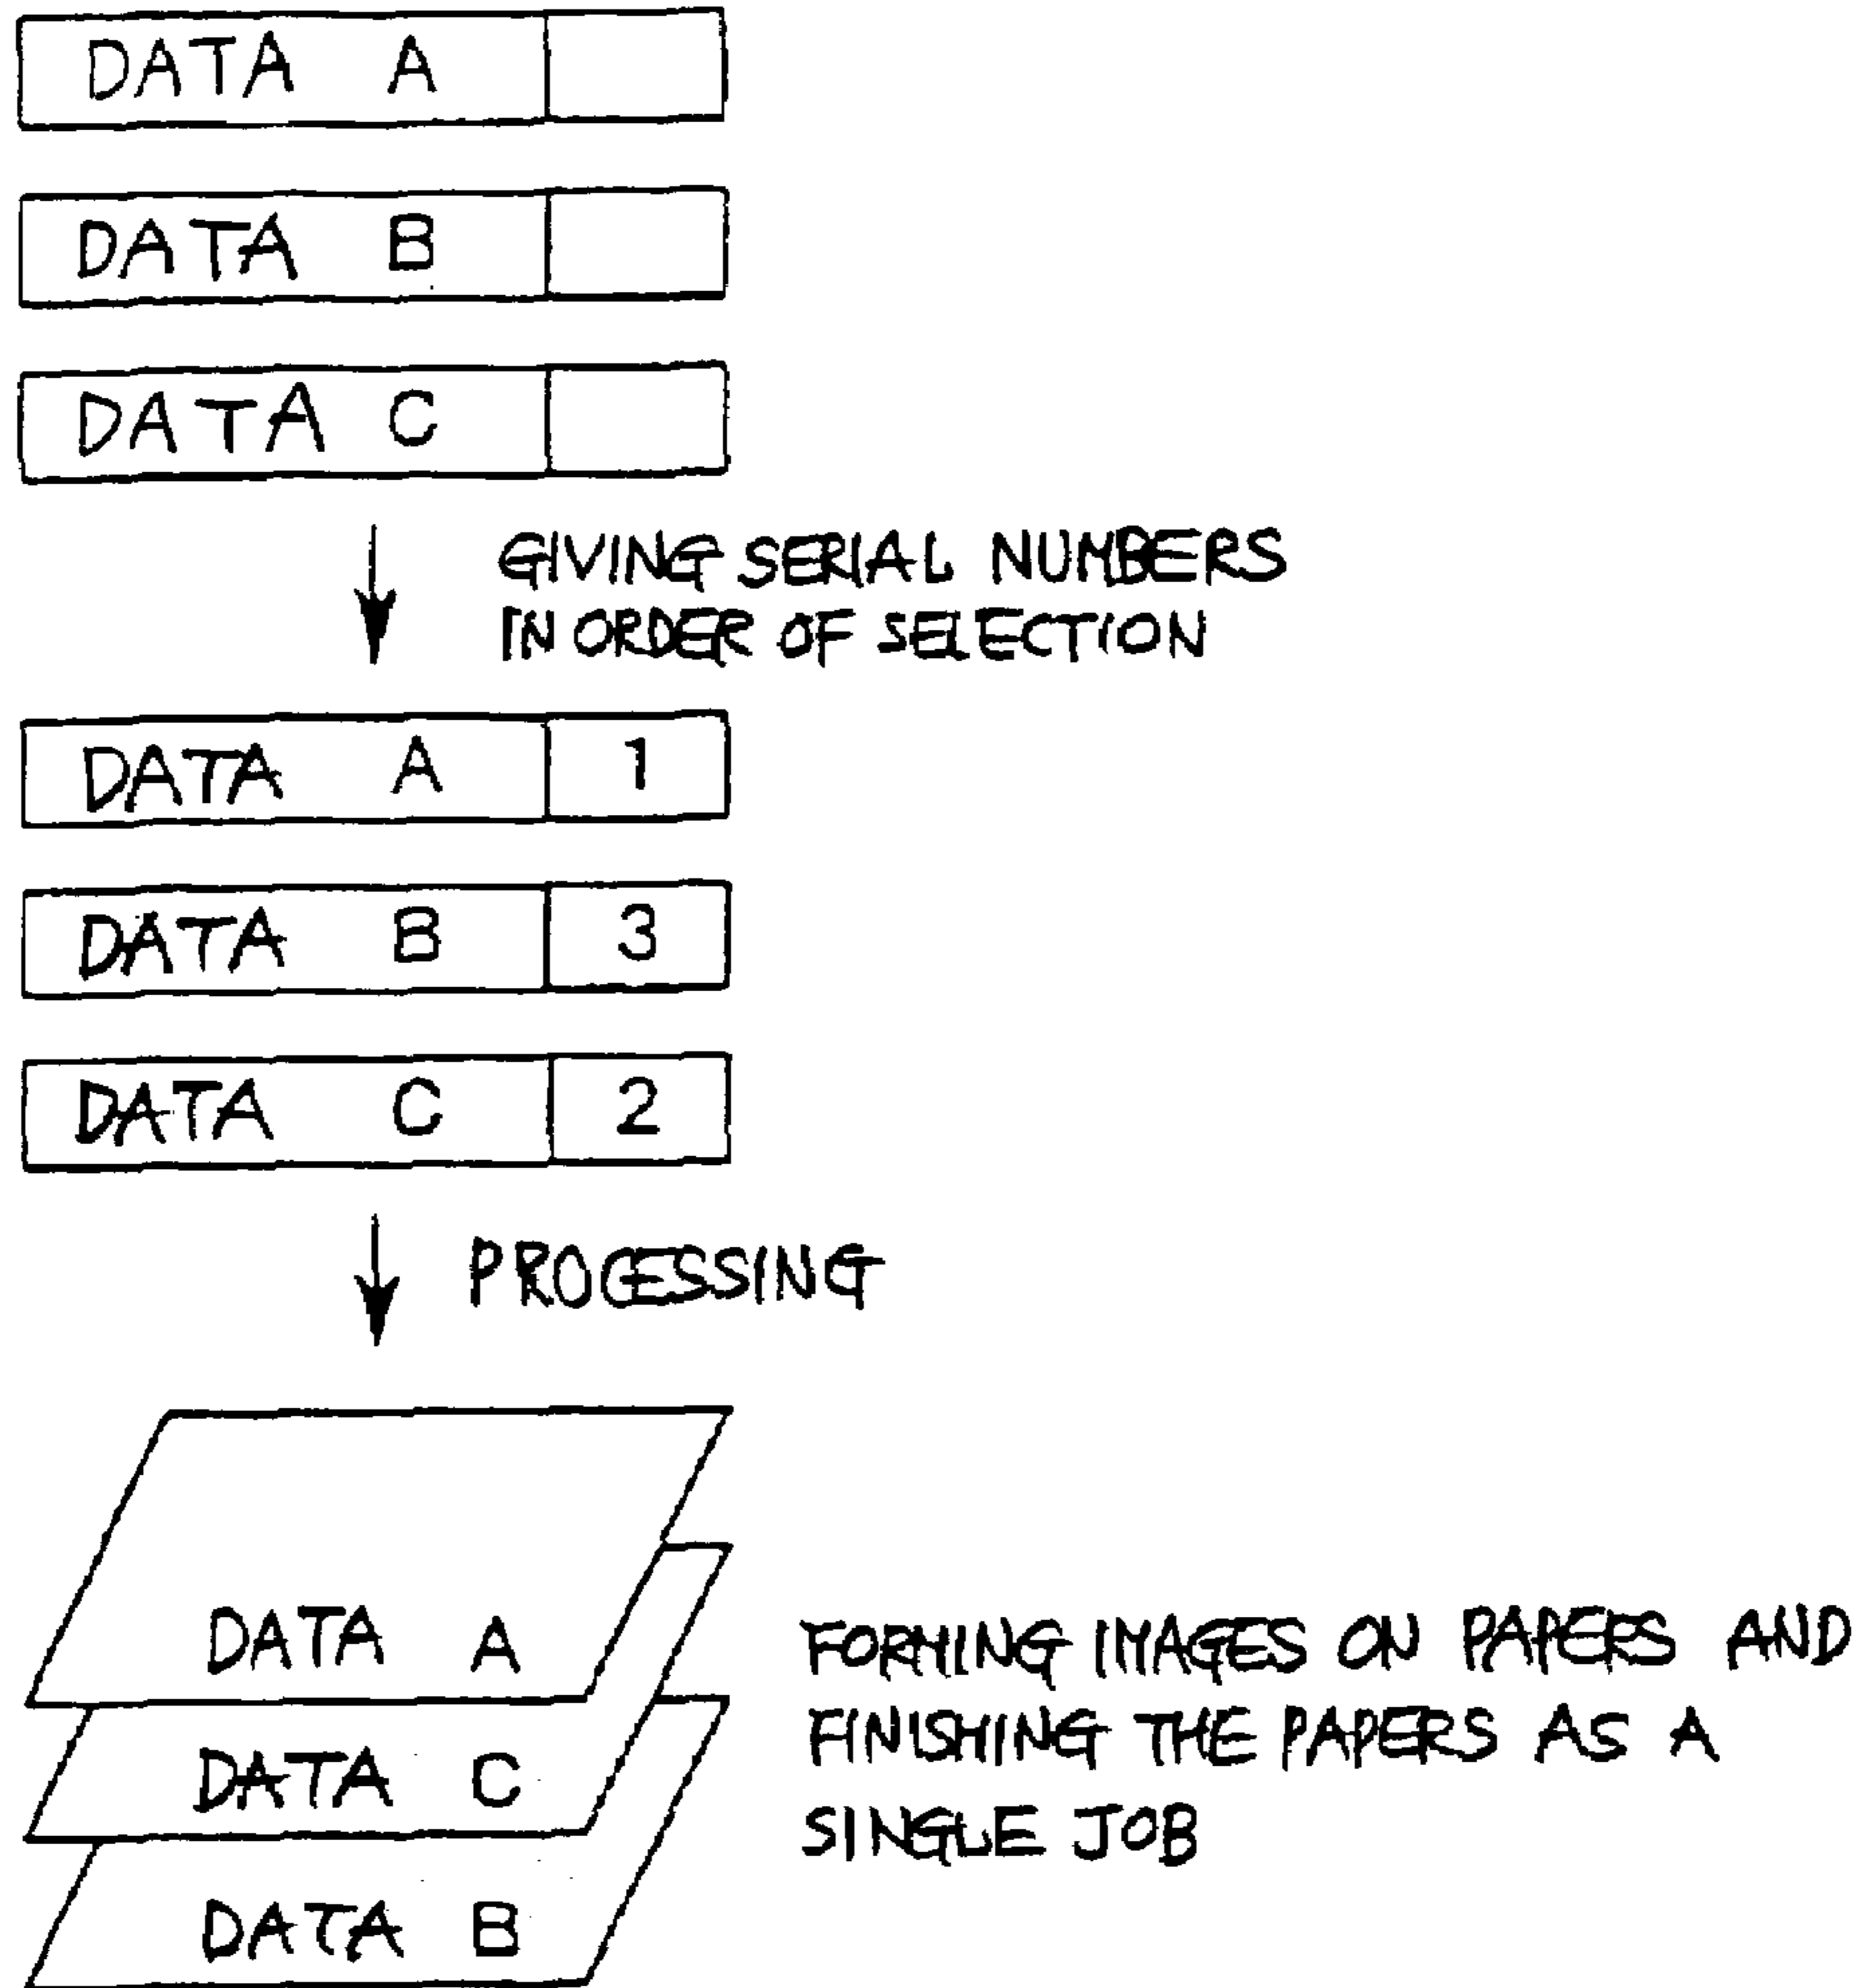 DATA A
DATA B
DATA C
GIVING SERIAL NUMBERS
IN ORDER OF SELECTION
DATA A 1
DATA B 3
DATA C 2
PROCESSING
DATA A
FORMING IMAGES ON PAPERS AND
FINISHING THE PAPERS AS A
DATA C
SINGLE JOB
DATA B